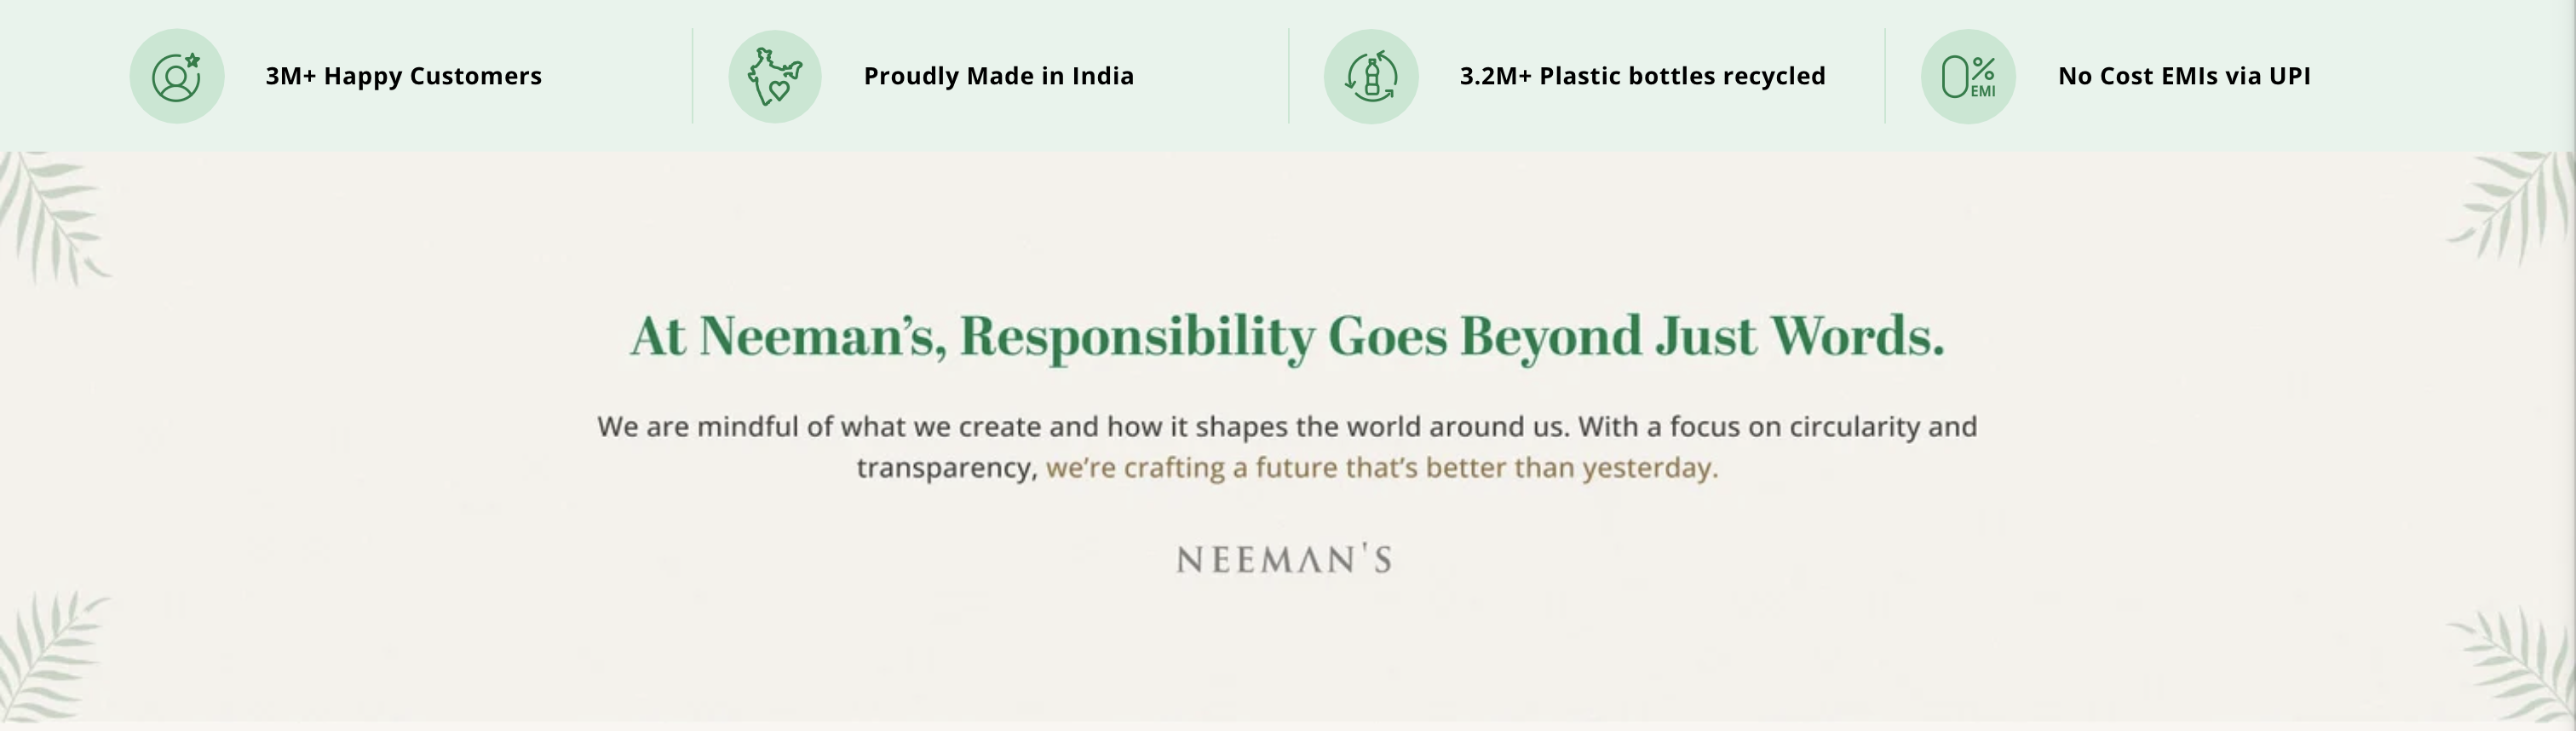 3M+ Happy Customers
Proudly Made in India
3.2M+ Plastic bottles recycled
EMI
No Cost EMIs via UPI
At Neeman’s, Responsibility Goes Beyond Just Words.
We are mindful of what we create and how it shapes the world around us. With a focus on circularity and
transparency, we’re crafting a future that’s better than yesterday.
NEEMAN'S